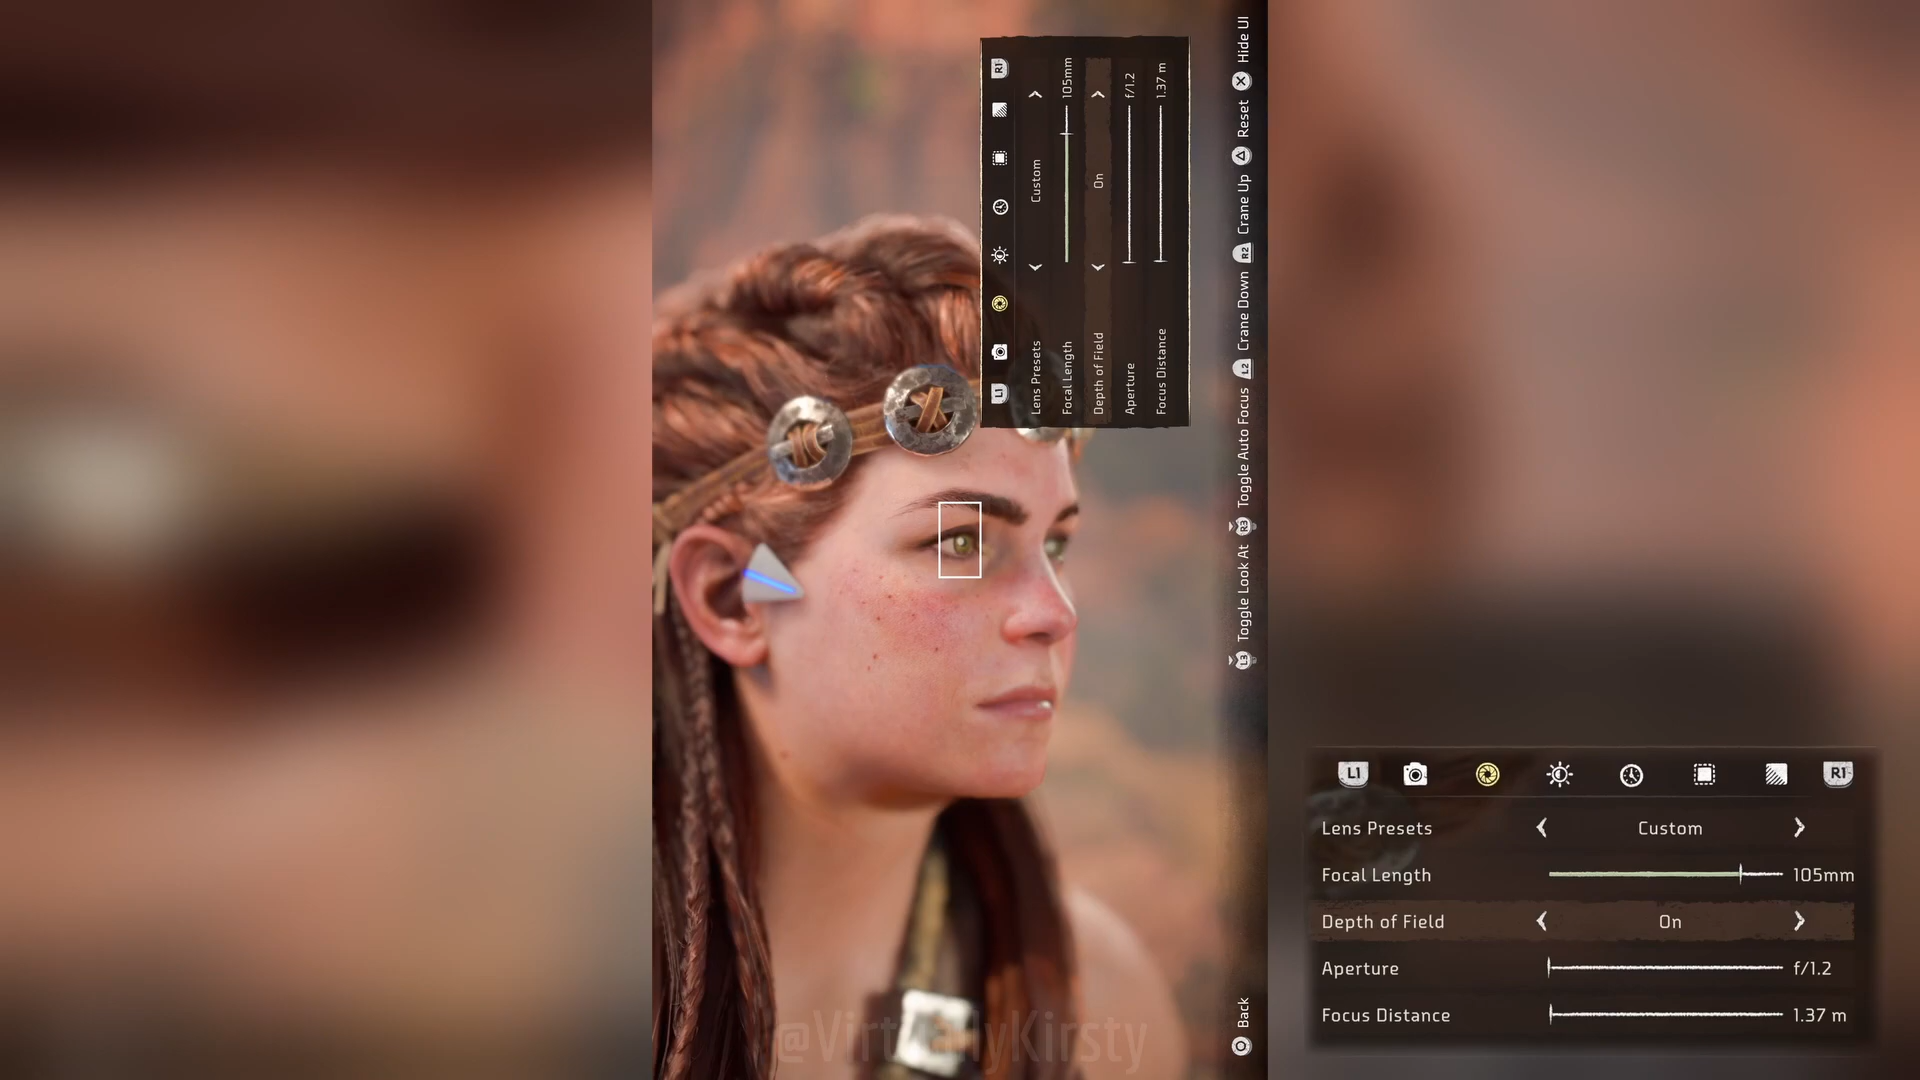 R1
L1
Lens Presets Custom
Focal Length 105mm
Depth of Field On
Aperture f/1.2
Focus Distance 1.37 m
Back
L3 Toggle Look At R3 Toggle Auto Focus L2 Crane Down R2 Crane Up Reset Hide UI
@VirtuallyKirsty
L1 R1
Lens Presets Custom
Focal Length 105mm
Depth of Field On
Aperture f/1.2
Focus Distance 1.37 m